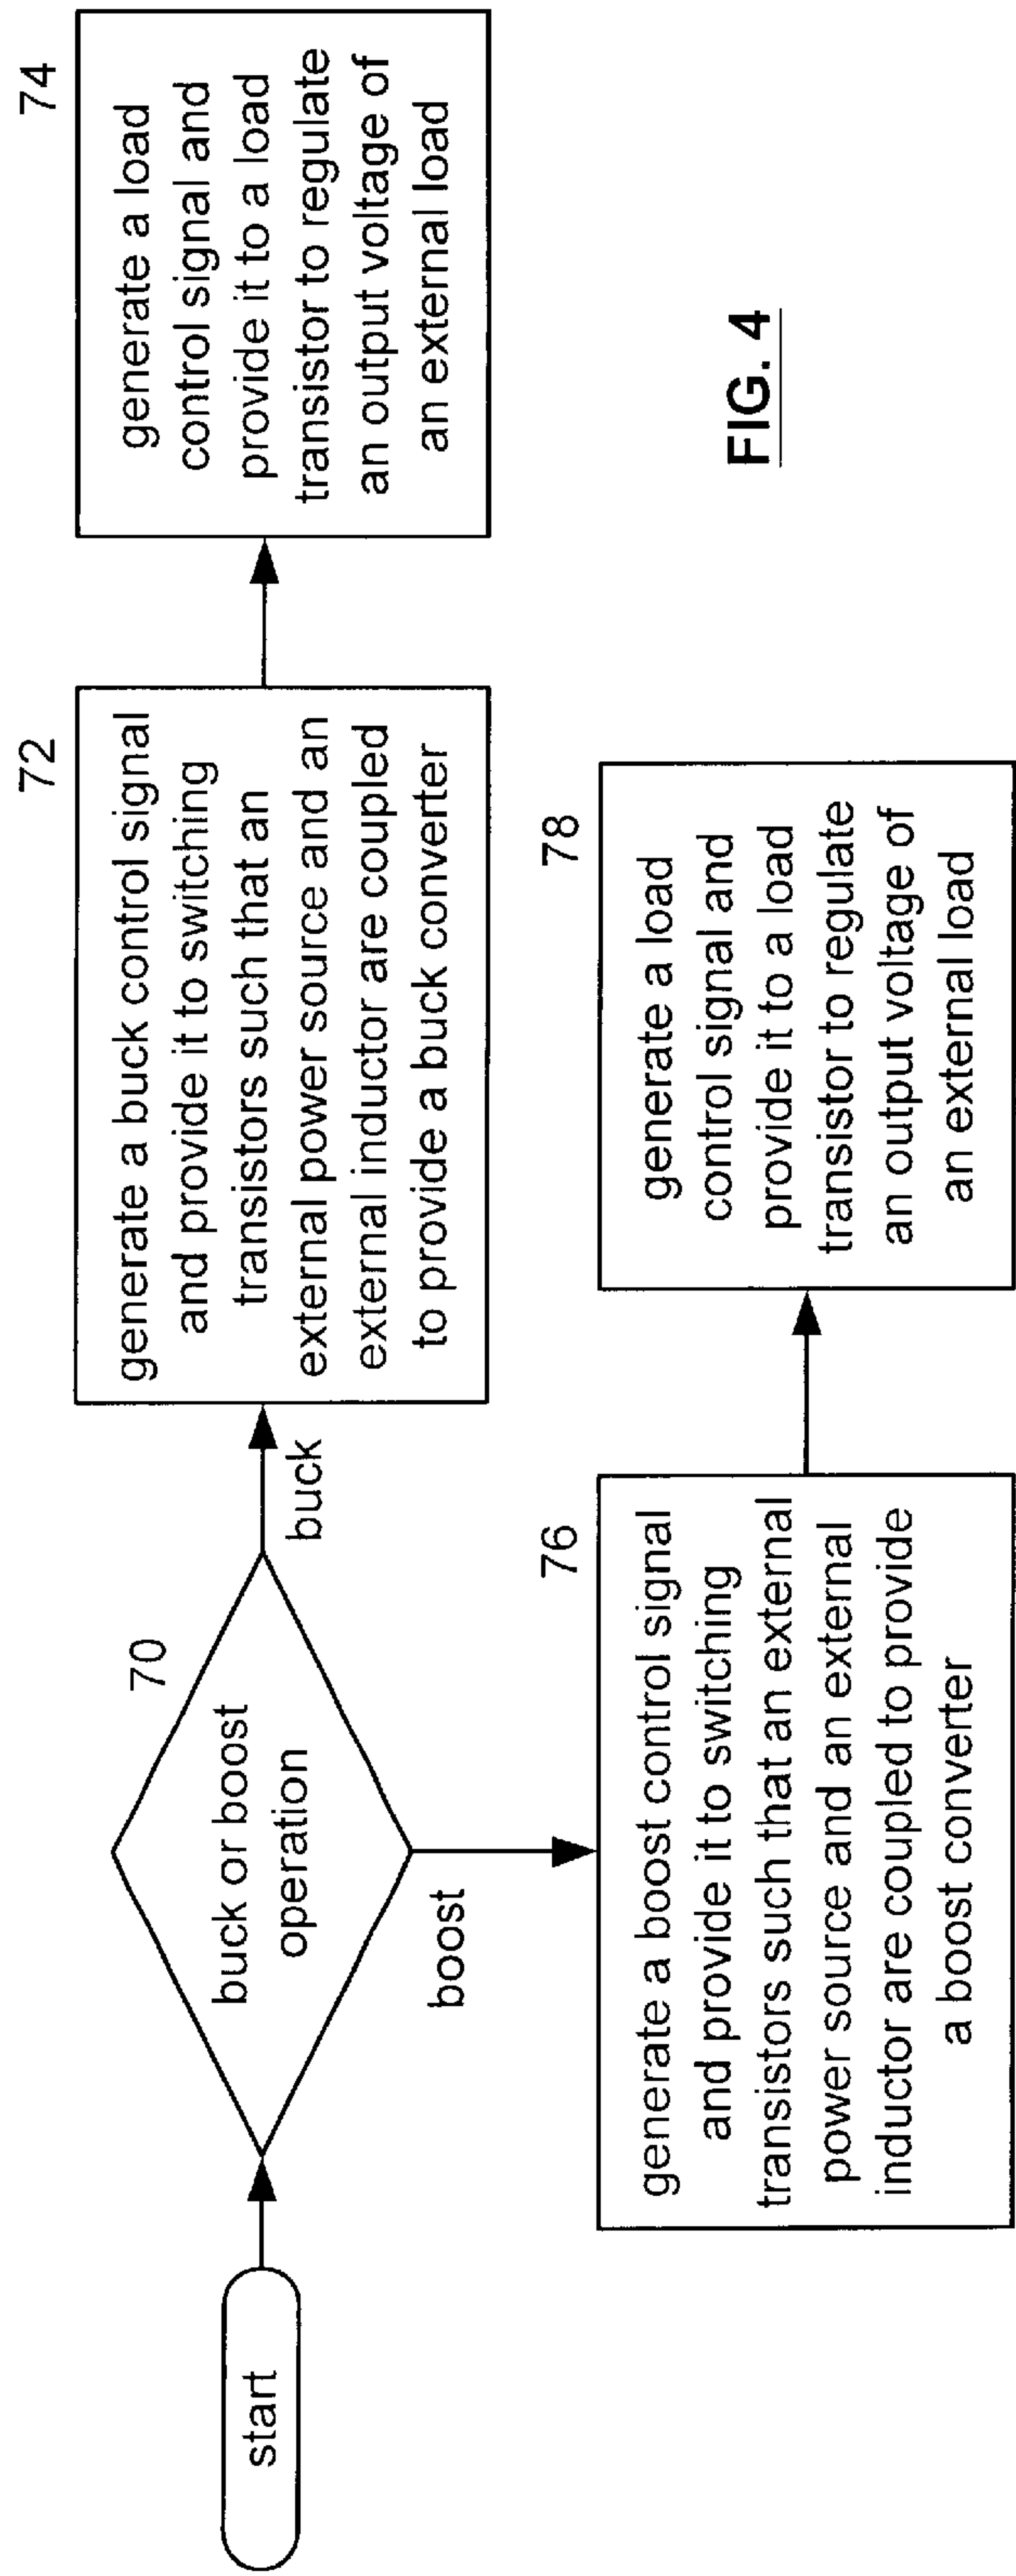 start
70
buck or boost
operation
buck
boost
72
generate a buck control signal
and provide it to switching
transistors such that an
external power source and an
external inductor are coupled
to provide a buck converter
74
generate a load
control signal and
provide it to a load
transistor to regulate
an output voltage of
an external load
76
generate a boost control signal
and provide it to switching
transistors such that an external
power source and an external
inductor are coupled to provide
a boost converter
78
generate a load
control signal and
provide it to a load
transistor to regulate
an output voltage of
an external load
FIG. 4